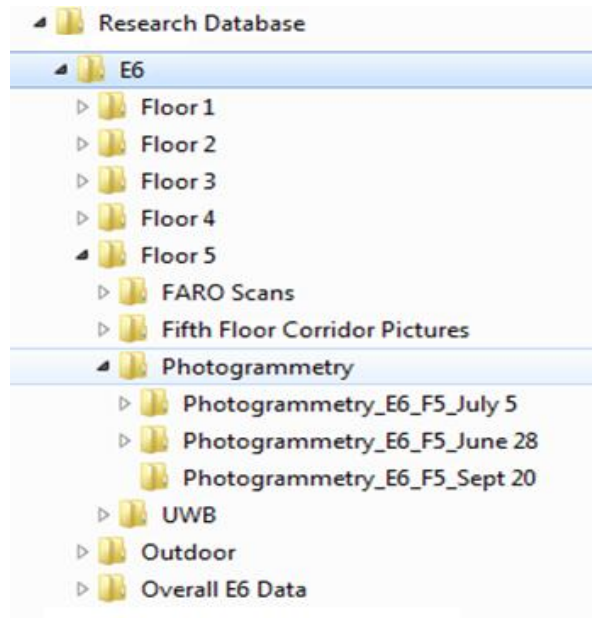 Research Database
E6
Floor 1
Floor 2
Floor 3
Floor 4
Floor 5
FARO Scans
Fifth Floor Corridor Pictures
Photogrammetry
Photogrammetry_E6_F5_July 5
Photogrammetry_E6_F5_June 28
Photogrammetry_E6_F5_Sept 20
UWB
Outdoor
Overall E6 Data